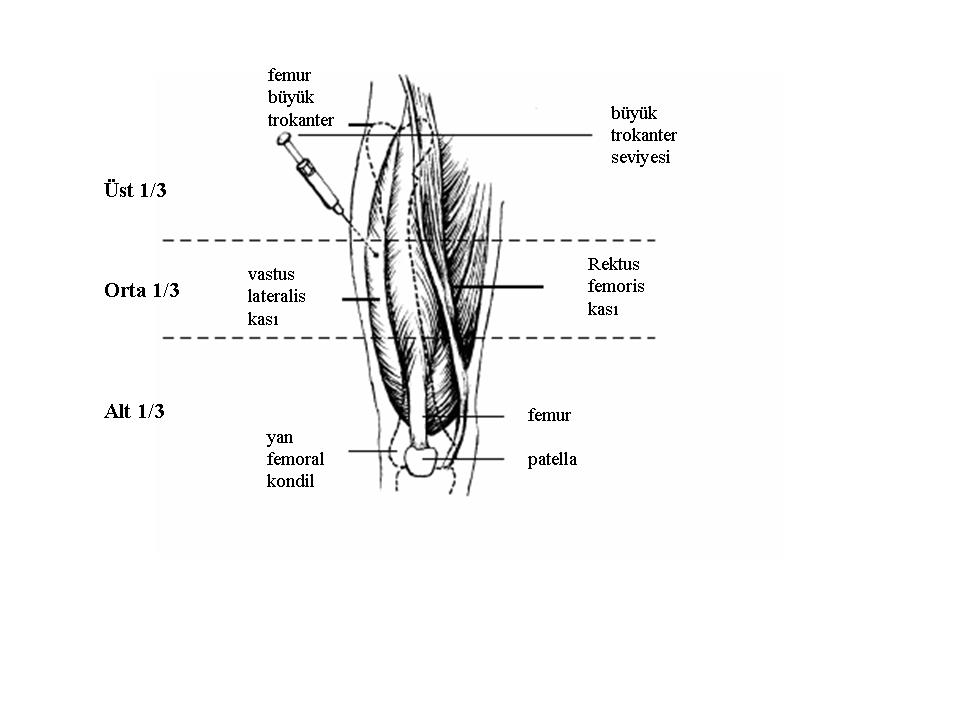 femur
büyük
trokanter
büyük
trokanter
seviyesi
Üst 1/3
Orta 1/3
vastus
lateralis
kası
Rektus
femoris
kası
Alt 1/3
femur
yan
femoral
kondil
patella